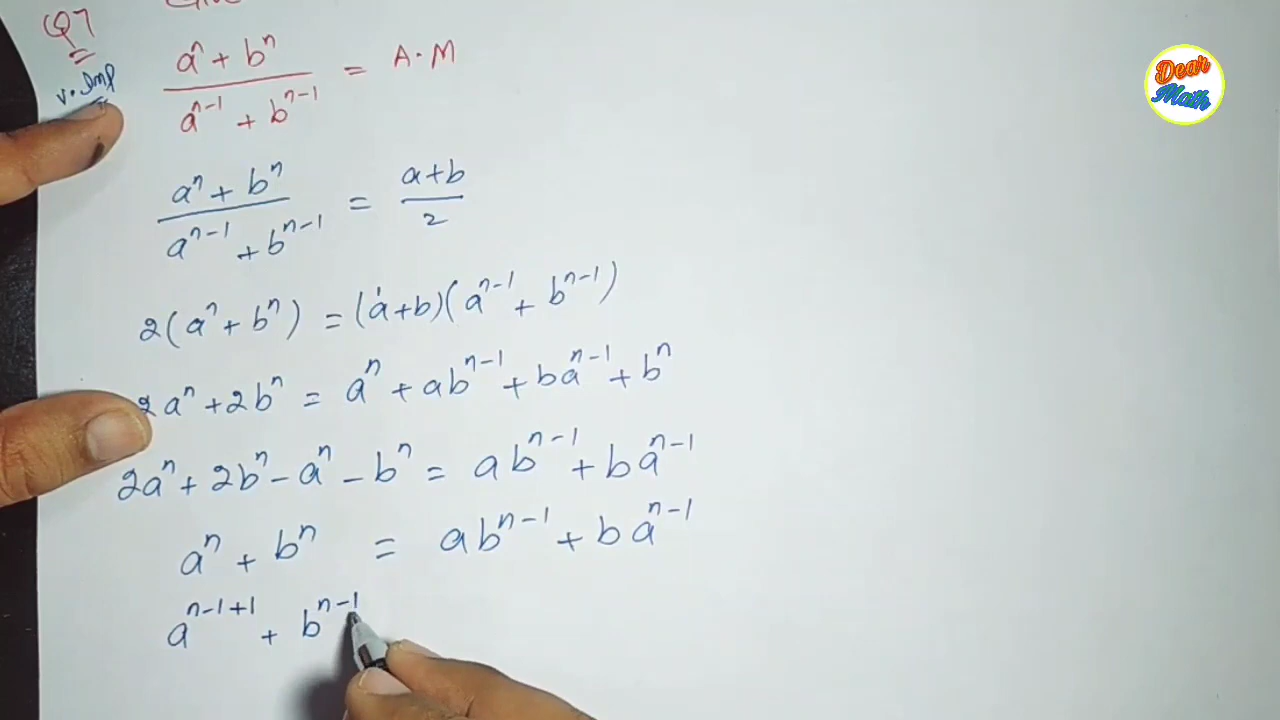 Q7
v. Imp
aⁿ + bⁿ / aⁿ⁻¹ + bⁿ⁻¹ = A.M
aⁿ + bⁿ / aⁿ⁻¹ + bⁿ⁻¹ = a+b / 2
2(aⁿ + bⁿ) = (a+b)(aⁿ⁻¹ + bⁿ⁻¹)
2aⁿ + 2bⁿ = aⁿ + abⁿ⁻¹ + baⁿ⁻¹ + bⁿ
2aⁿ + 2bⁿ - aⁿ - bⁿ = abⁿ⁻¹ + baⁿ⁻¹
aⁿ + bⁿ = abⁿ⁻¹ + baⁿ⁻¹
aⁿ⁻¹⁺¹ + bⁿ⁻¹
Dear
Math